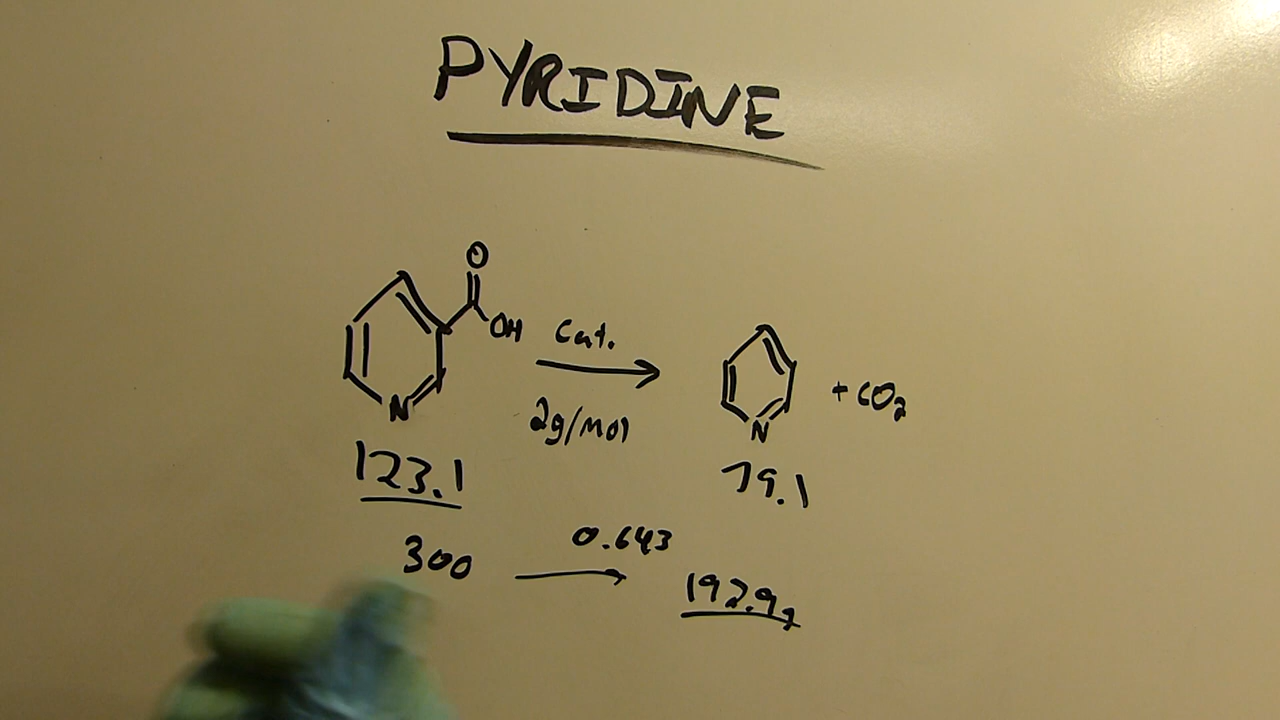 PYRIDINE
O
OH
Cat.
N
2g/mol
N
+ CO2
123.1
79.1
300
0.643
192.9g